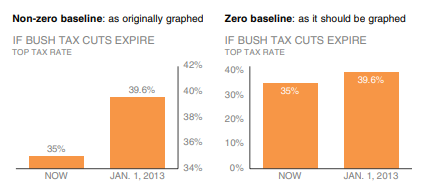 Non-zero baseline: as originally graphed
IF BUSH TAX CUTS EXPIRE
TOP TAX RATE
42%
40%
38%
36%
34%
39.6%
35%
NOW
JAN. 1, 2013
Zero baseline: as it should be graphed
IF BUSH TAX CUTS EXPIRE
TOP TAX RATE
40%
30%
20%
10%
0%
35%
39.6%
NOW
JAN. 1, 2013